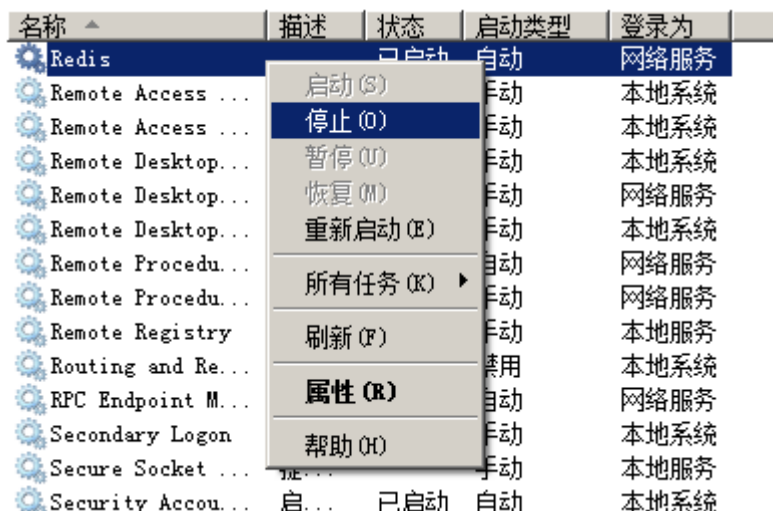 名称 描述 状态 启动类型 登录为
Redis 已启动 自动 网络服务
启动(S)
Remote Access ... 手动 本地系统
停止(O)
Remote Access ... 手动 本地系统
暂停(U)
Remote Desktop... 手动 本地系统
恢复(M)
Remote Desktop... 手动 网络服务
重新启动(E)
Remote Desktop... 手动 本地系统
Remote Procedu... 自动 网络服务
所有任务(K)
Remote Procedu... 手动 网络服务
Remote Registry 手动 本地服务
刷新(F)
Routing and Re... 禁用 本地系统
属性(R)
RPC Endpoint M... 自动 网络服务
Secondary Logon 手动 本地系统
帮助(H)
Secure Socket ... 提... 手动 本地服务
Security Accou... 启... 已启动 自动 本地系统